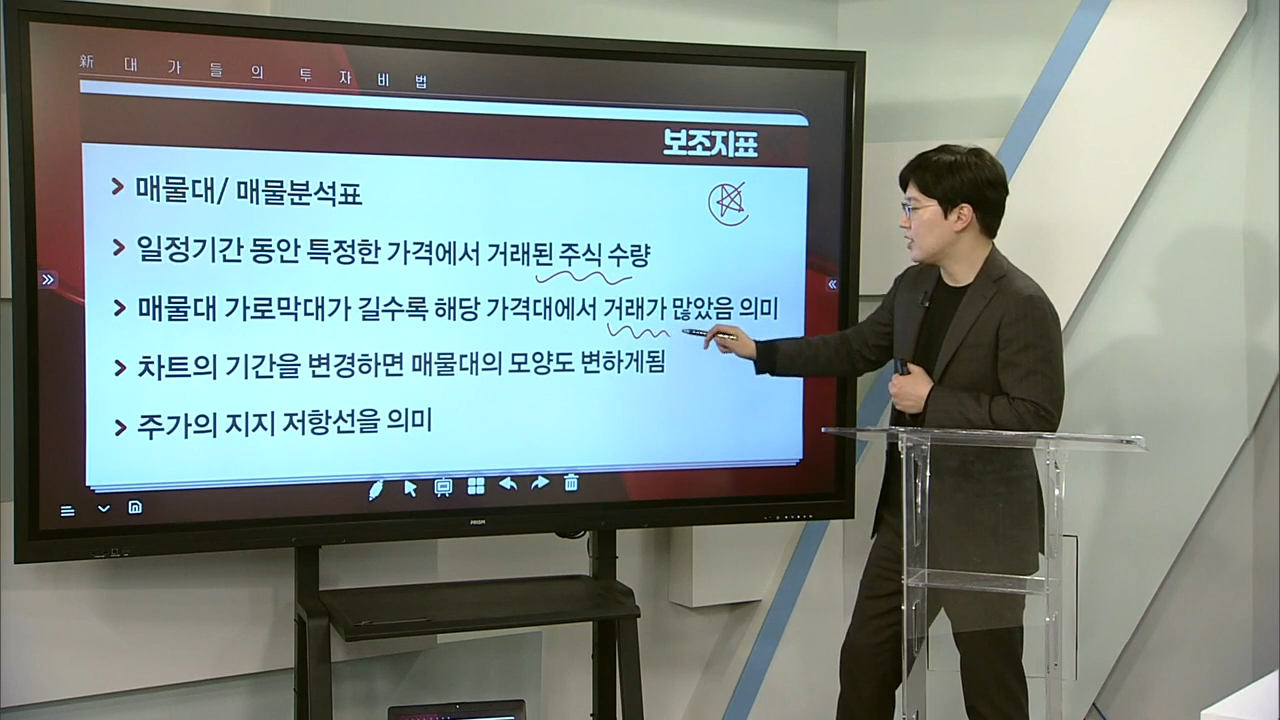 新 대가들의 투자비법
보조지표
매물대/ 매물분석표
일정기간 동안 특정한 가격에서 거래된 주식 수량
매물대 가로막대가 길수록 해당 가격대에서 거래가 많았음 의미
차트의 기간을 변경하면 매물대의 모양도 변하게됨
주가의 지지 저항선을 의미
PRISM